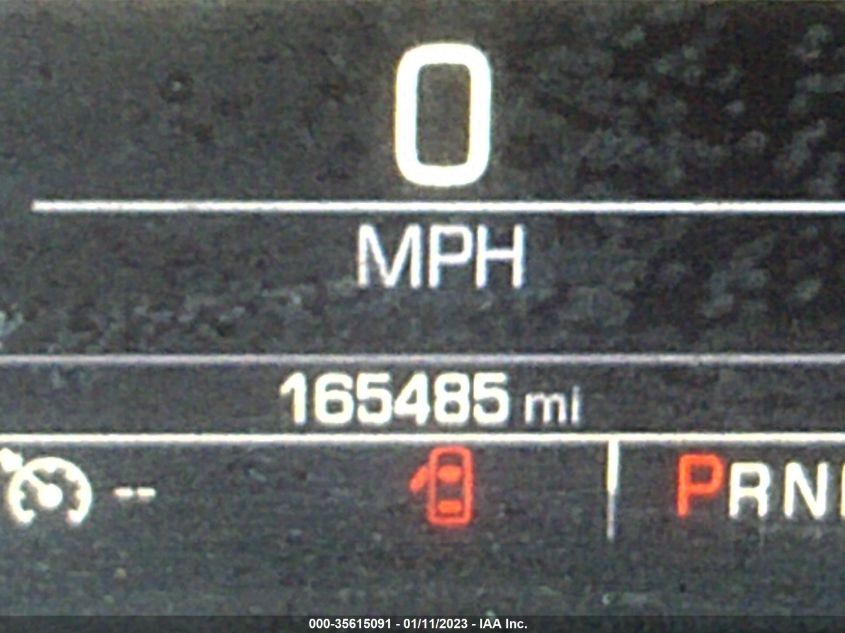 0
MPH
165485 mi
-- PRN
000-35615091 - 01/11/2023 - IAA Inc.